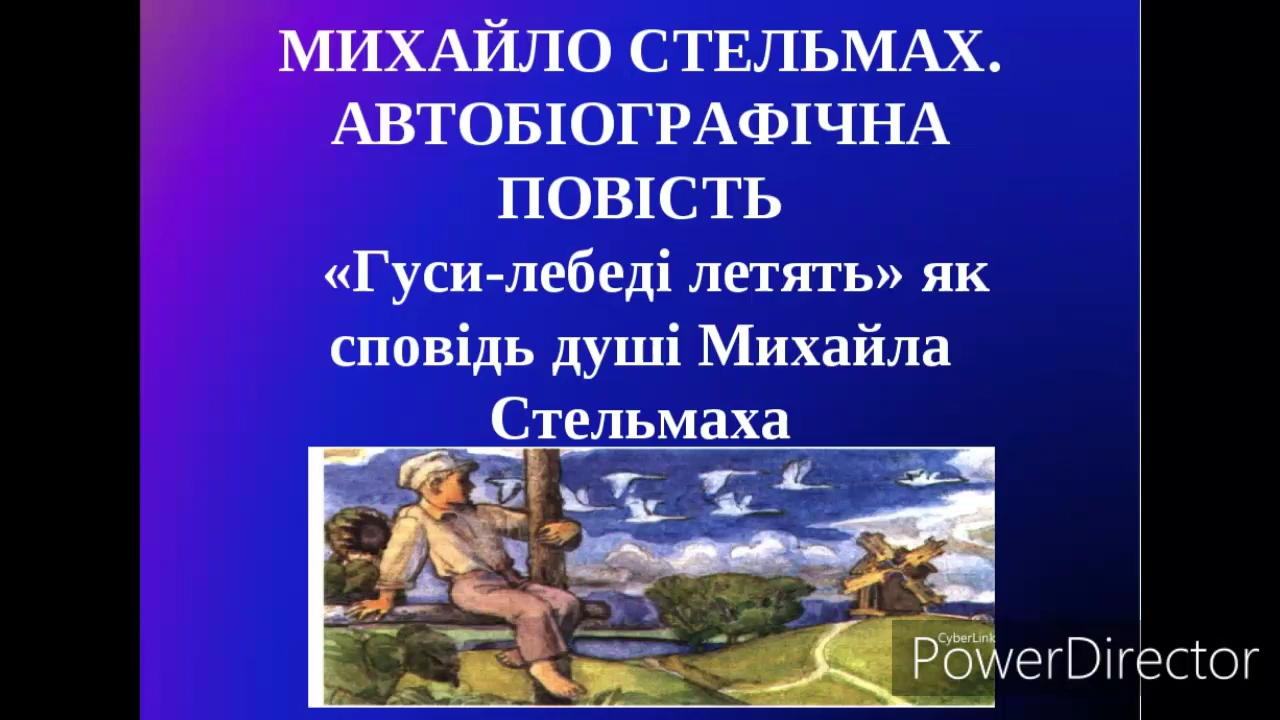 МИХАЙЛО СТЕЛЬМАХ.
АВТОБІОГРАФІЧНА
ПОВІСТЬ
«Гуси-лебеді летять» як
сповідь душі Михайла
Стельмаха
CyberLink
PowerDirector